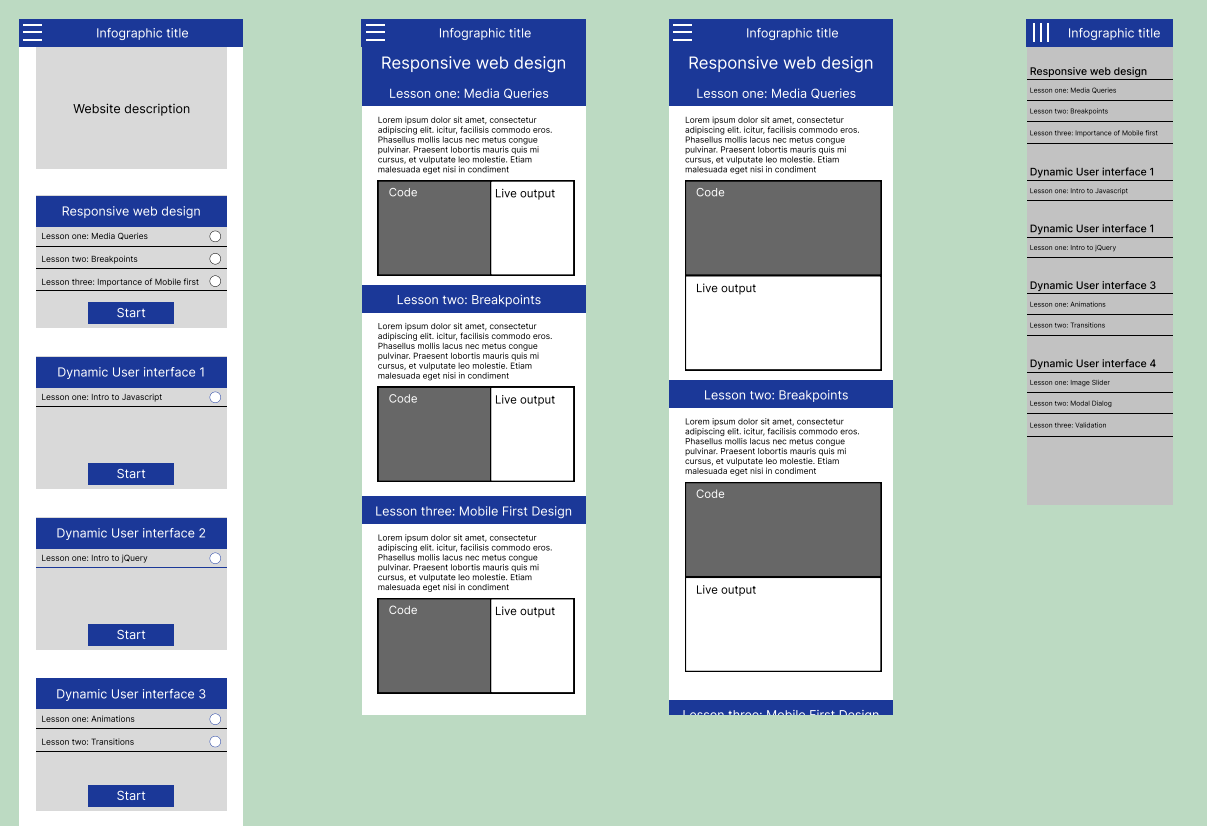 Infographic title
Website description
Responsive web design
Lesson one: Media Queries
Lesson two: Breakpoints
Lesson three: Importance of Mobile first
Start
Dynamic User interface 1
Lesson one: Intro to Javascript
Start
Dynamic User interface 2
Lesson one: Intro to jQuery
Start
Dynamic User interface 3
Lesson one: Animations
Lesson two: Transitions
Start
Infographic title
Responsive web design
Lesson one: Media Queries
Lorem ipsum dolor sit amet, consectetur
adipiscing elit. icitur, facilisis commodo eros.
Phasellus mollis lacus nec metus congue
pulvinar. Praesent lobortis mauris quis mi
cursus, et vulputate leo molestie. Etiam
malesuada eget nisi in condiment
Code
Live output
Lesson two: Breakpoints
Lorem ipsum dolor sit amet, consectetur
adipiscing elit. icitur, facilisis commodo eros.
Phasellus mollis lacus nec metus congue
pulvinar. Praesent lobortis mauris quis mi
cursus, et vulputate leo molestie. Etiam
malesuada eget nisi in condiment
Code
Live output
Lesson three: Mobile First Design
Lorem ipsum dolor sit amet, consectetur
adipiscing elit. icitur, facilisis commodo eros.
Phasellus mollis lacus nec metus congue
pulvinar. Praesent lobortis mauris quis mi
cursus, et vulputate leo molestie. Etiam
malesuada eget nisi in condiment
Code
Live output
Infographic title
Responsive web design
Lesson one: Media Queries
Lorem ipsum dolor sit amet, consectetur
adipiscing elit. icitur, facilisis commodo eros.
Phasellus mollis lacus nec metus congue
pulvinar. Praesent lobortis mauris quis mi
cursus, et vulputate leo molestie. Etiam
malesuada eget nisi in condiment
Code
Live output
Lesson two: Breakpoints
Lorem ipsum dolor sit amet, consectetur
adipiscing elit. icitur, facilisis commodo eros.
Phasellus mollis lacus nec metus congue
pulvinar. Praesent lobortis mauris quis mi
cursus, et vulputate leo molestie. Etiam
malesuada eget nisi in condiment
Code
Live output
Lesson three: Mobile First Design
Infographic title
Responsive web design
Lesson one: Media Queries
Lesson two: Breakpoints
Lesson three: Importance of Mobile first
Dynamic User interface 1
Lesson one: Intro to Javascript
Dynamic User interface 1
Lesson one: Intro to jQuery
Dynamic User interface 3
Lesson one: Animations
Lesson two: Transitions
Dynamic User interface 4
Lesson one: Image Slider
Lesson two: Modal Dialog
Lesson three: Validation